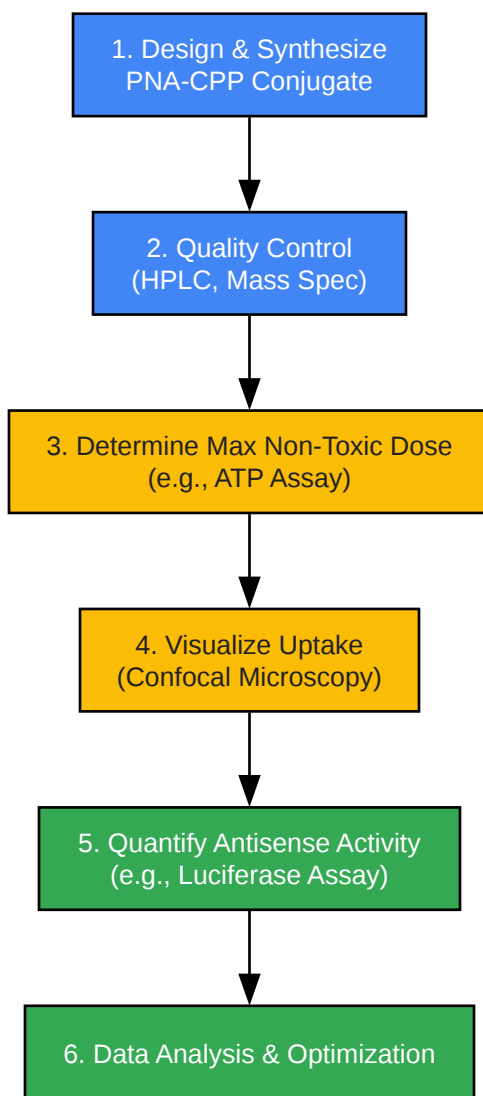 1. Design & Synthesize
PNA-CPP Conjugate
2. Quality Control
(HPLC, Mass Spec)
3. Determine Max Non-Toxic Dose
(e.g., ATP Assay)
4. Visualize Uptake
(Confocal Microscopy)
5. Quantify Antisense Activity
(e.g., Luciferase Assay)
6. Data Analysis & Optimization